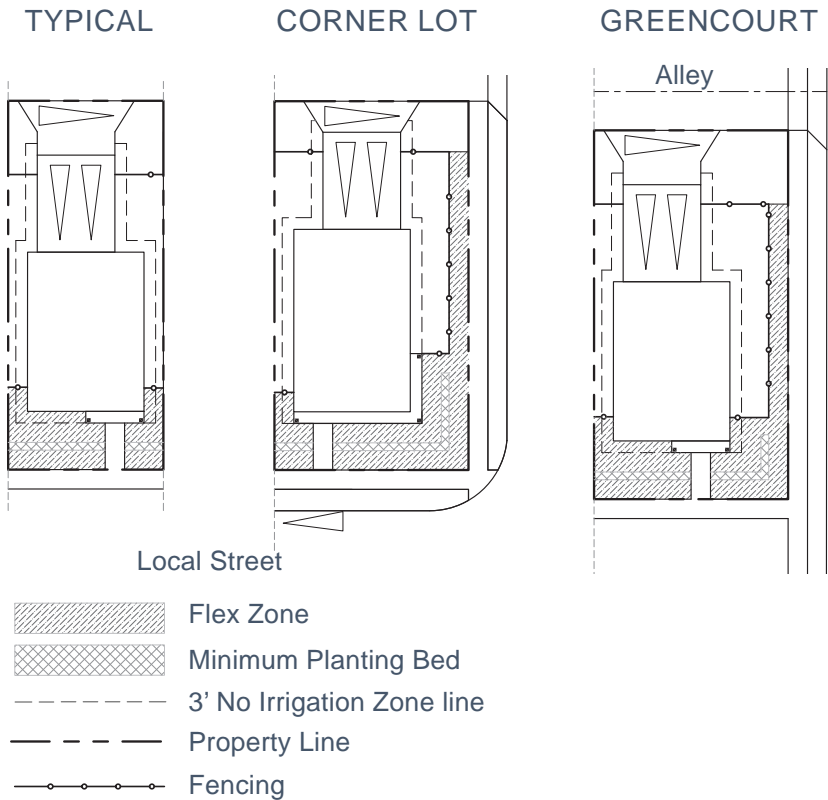 TYPICAL
CORNER LOT
GREENCOURT
Alley
Local Street
Flex Zone
Minimum Planting Bed
3' No Irrigation Zone line
Property Line
Fencing